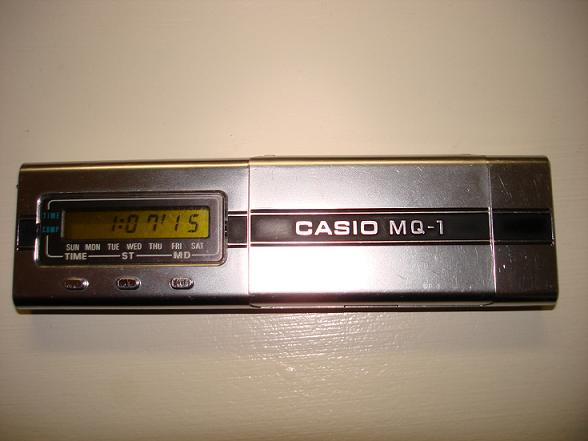 TIME
COMP
1:07'15
SUN MON TUE WED THU FRI SAT
TIME ST MD
CASIO MQ-1